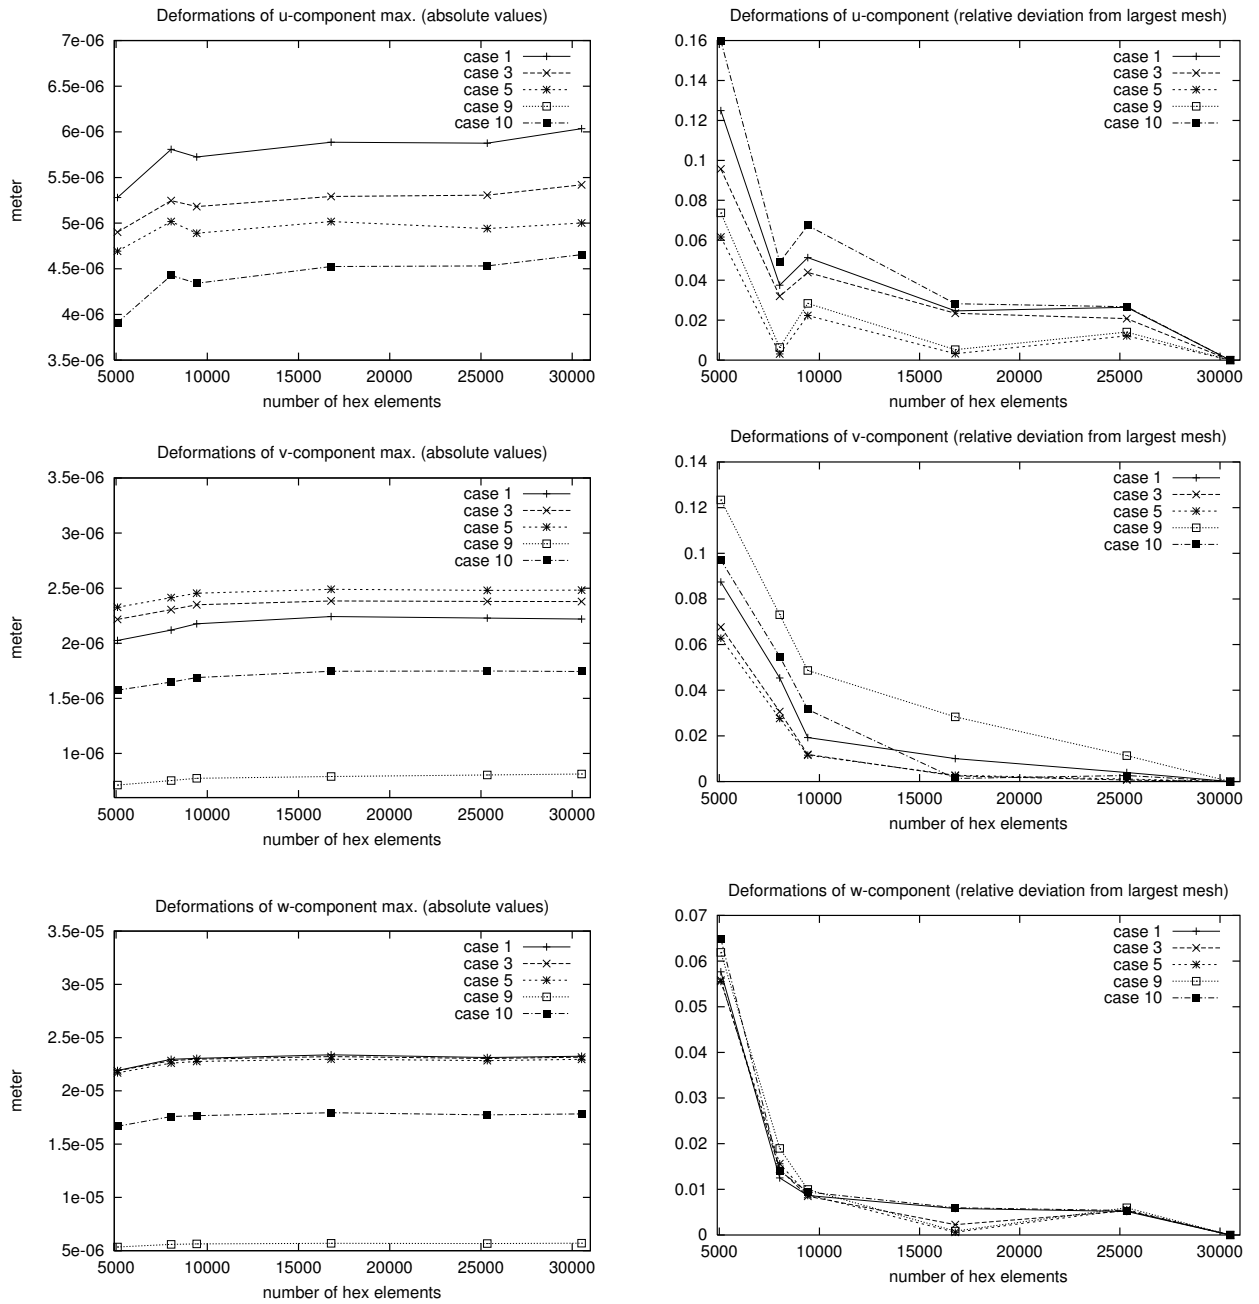 Deformations of u-component max. (absolute values)
7e-06
6.5e-06
6e-06
5.5e-06
5e-06
4.5e-06
4e-06
3.5e-06
meter
case 1
case 3
case 5
case 9
case 10
5000 10000 15000 20000 25000 30000
number of hex elements
Deformations of u-component (relative deviation from largest mesh)
0.16
0.14
0.12
0.1
0.08
0.06
0.04
0.02
0
case 1
case 3
case 5
case 9
case 10
5000 10000 15000 20000 25000 30000
number of hex elements
Deformations of v-component max. (absolute values)
3.5e-06
3e-06
2.5e-06
2e-06
1.5e-06
1e-06
meter
case 1
case 3
case 5
case 9
case 10
5000 10000 15000 20000 25000 30000
number of hex elements
Deformations of v-component (relative deviation from largest mesh)
0.14
0.12
0.1
0.08
0.06
0.04
0.02
0
case 1
case 3
case 5
case 9
case 10
5000 10000 15000 20000 25000 30000
number of hex elements
Deformations of w-component max. (absolute values)
3.5e-05
3e-05
2.5e-05
2e-05
1.5e-05
1e-05
5e-06
meter
case 1
case 3
case 5
case 9
case 10
5000 10000 15000 20000 25000 30000
number of hex elements
Deformations of w-component (relative deviation from largest mesh)
0.07
0.06
0.05
0.04
0.03
0.02
0.01
0
case 1
case 3
case 5
case 9
case 10
5000 10000 15000 20000 25000 30000
number of hex elements